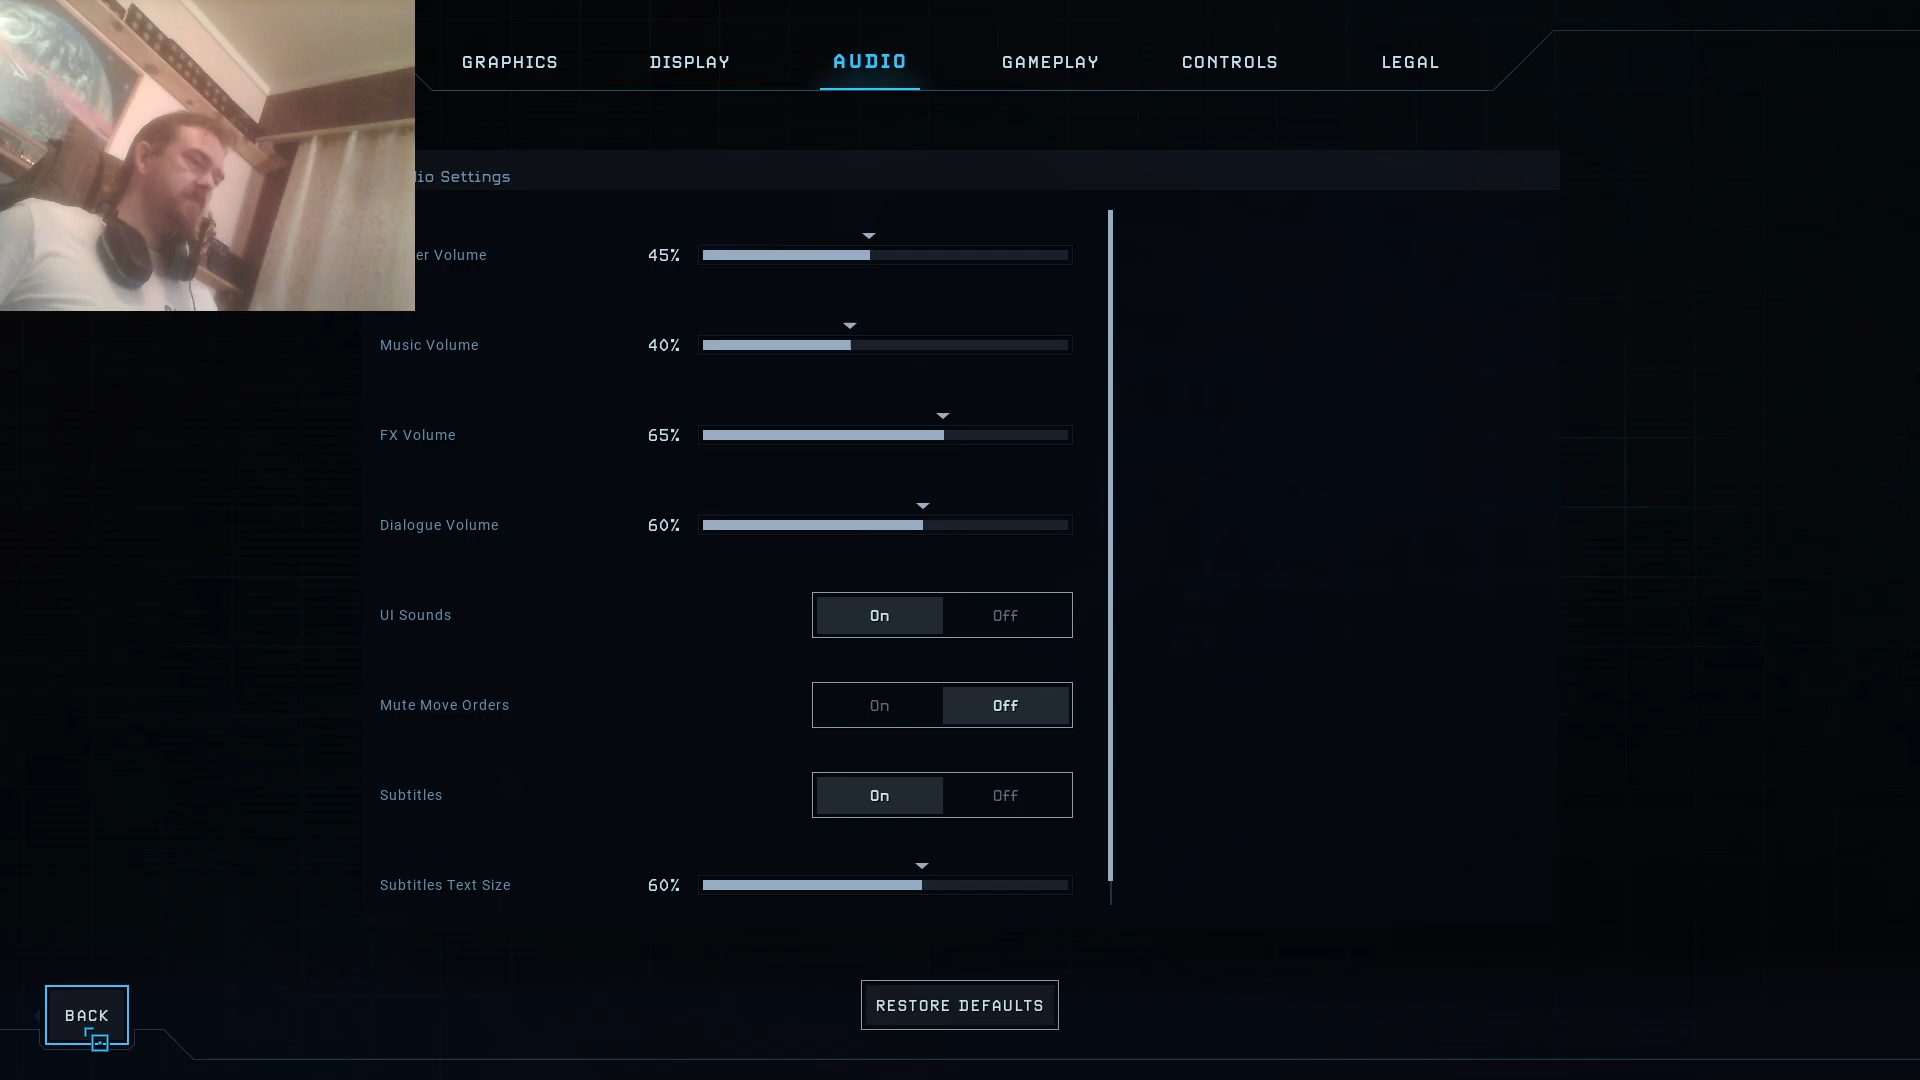 GRAPHICS DISPLAY AUDIO GAMEPLAY CONTROLS LEGAL
dio Settings
er Volume 45%
Music Volume 40%
FX Volume 65%
Dialogue Volume 60%
UI Sounds On Off
Mute Move Orders On Off
Subtitles On Off
Subtitles Text Size 60%
RESTORE DEFAULTS
BACK